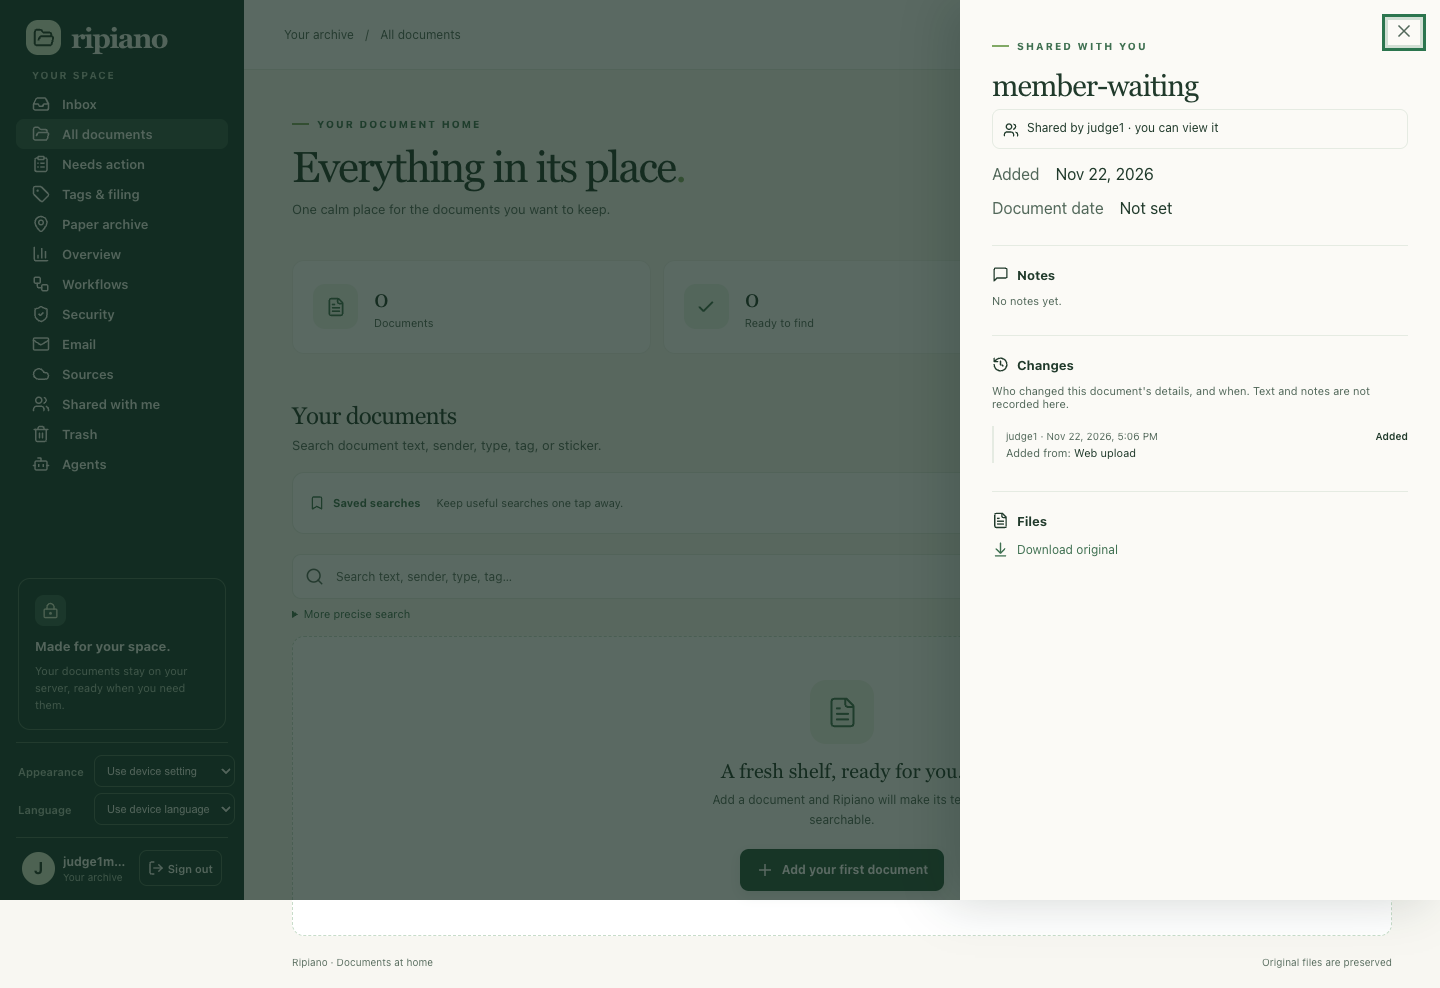 ripiano
YOUR SPACE
Inbox
All documents
Needs action
Tags & filing
Paper archive
Overview
Workflows
Security
Email
Sources
Shared with me
Trash
Agents
Made for your space.
Your documents stay on your
server, ready when you need
them.
Appearance
Use device setting
Language
Use device language
J
judge1m...
Your archive
Sign out
Your archive / All documents
YOUR DOCUMENT HOME
Everything in its place.
One calm place for the documents you want to keep.
0
Documents
0
Ready to find
Your documents
Search document text, sender, type, tag, or sticker.
Saved searches Keep useful searches one tap away.
Search text, sender, type, tag...
More precise search
A fresh shelf, ready for you.
Add a document and Ripiano will make its te
searchable.
Add your first document
Ripiano · Documents at home
Original files are preserved
SHARED WITH YOU
member-waiting
Shared by judge1 · you can view it
Added Nov 22, 2026
Document date Not set
Notes
No notes yet.
Changes
Who changed this document's details, and when. Text and notes are not
recorded here.
judge1 · Nov 22, 2026, 5:06 PM
Added
Added from: Web upload
Files
Download original